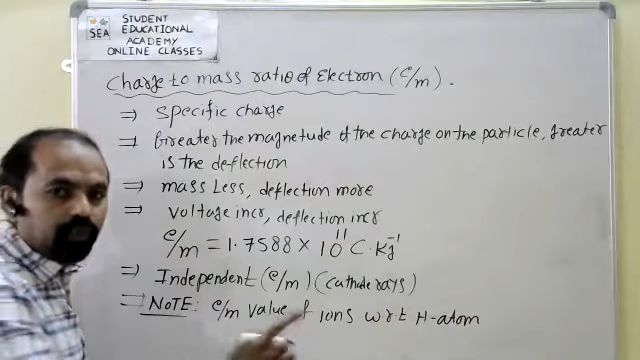 SEA
STUDENT
EDUCATIONAL
ACADEMY
ONLINE CLASSES
Charge to mass ratio of Electron (e/m).
⇒ Specific charge
⇒ Greater the magnitude of the charge on the particle, greater
is the deflection
⇒ mass Less, deflection more
⇒ Voltage incr, deflection incr
e/m = 1.7588 × 10¹¹ C.Kg⁻¹
⇒ Independent (e/m) (cathode rays)
⇒ NOTE: e/m value of ions w.r.t H-atom